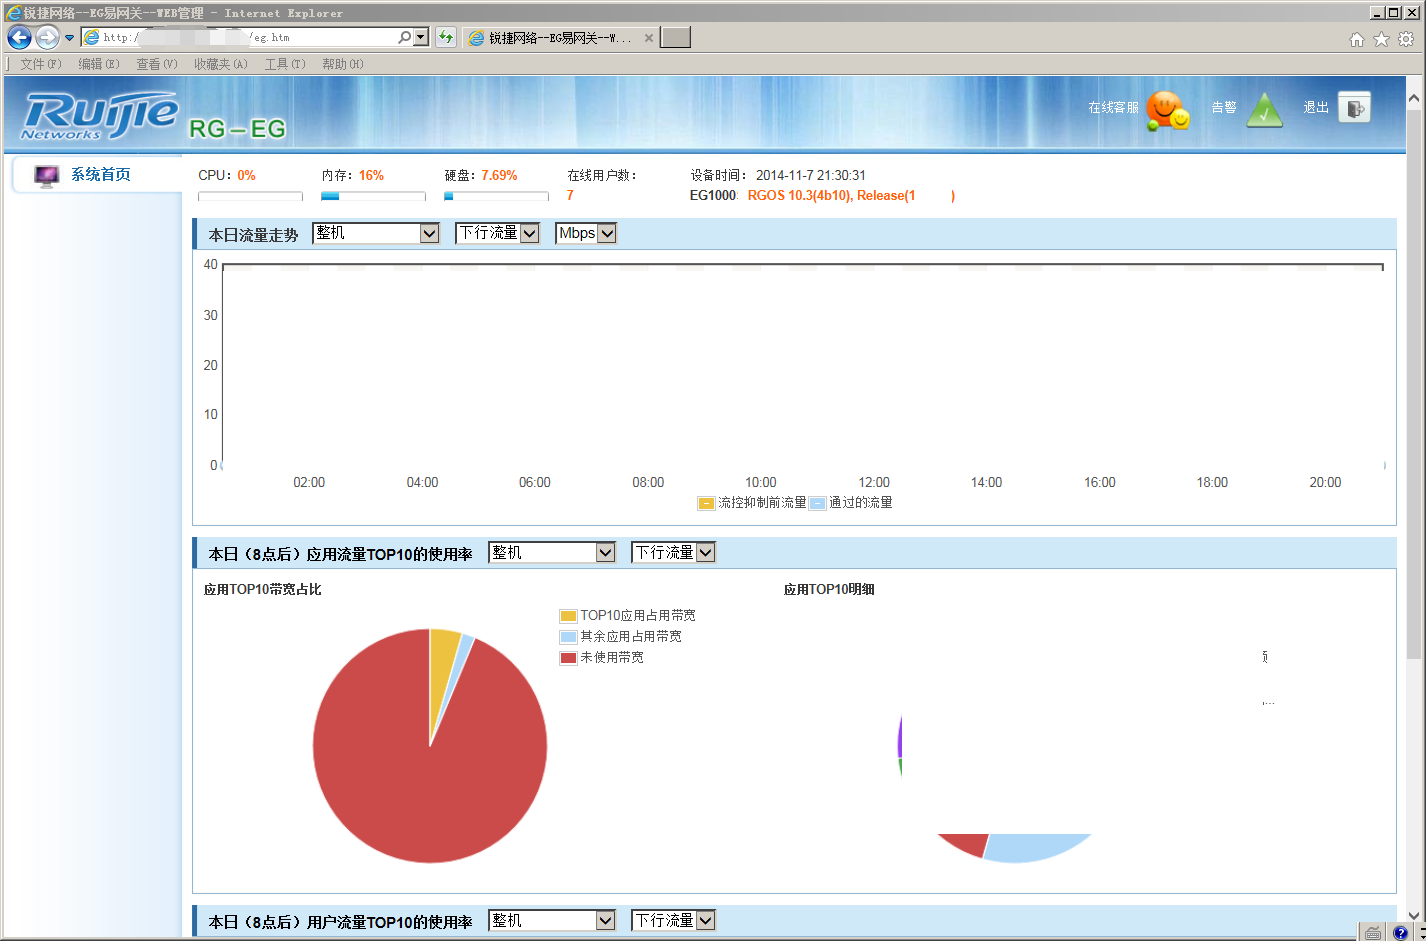 锐捷网络--EG易网关--WEB管理 - Internet Explorer
http:/ /eg.htm
锐捷网络--EG易网关--W...
文件(F) 编辑(E) 查看(V) 收藏夹(A) 工具(T) 帮助(H)
Ruijie Networks RG-EG
在线客服 告警 退出
系统首页
CPU: 0% 内存: 16% 硬盘: 7.69% 在线用户数: 7
设备时间: 2014-11-7 21:30:31
EG1000 RGOS 10.3(4b10), Release(1 )
本日流量走势 整机 下行流量 Mbps
40
30
20
10
0
02:00 04:00 06:00 08:00 10:00 12:00 14:00 16:00 18:00 20:00
流控抑制前流量 通过的流量
本日（8点后）应用流量TOP10的使用率 整机 下行流量
应用TOP10带宽占比
TOP10应用占用带宽
其余应用占用带宽
未使用带宽
应用TOP10明细
,...
本日（8点后）用户流量TOP10的使用率 整机 下行流量